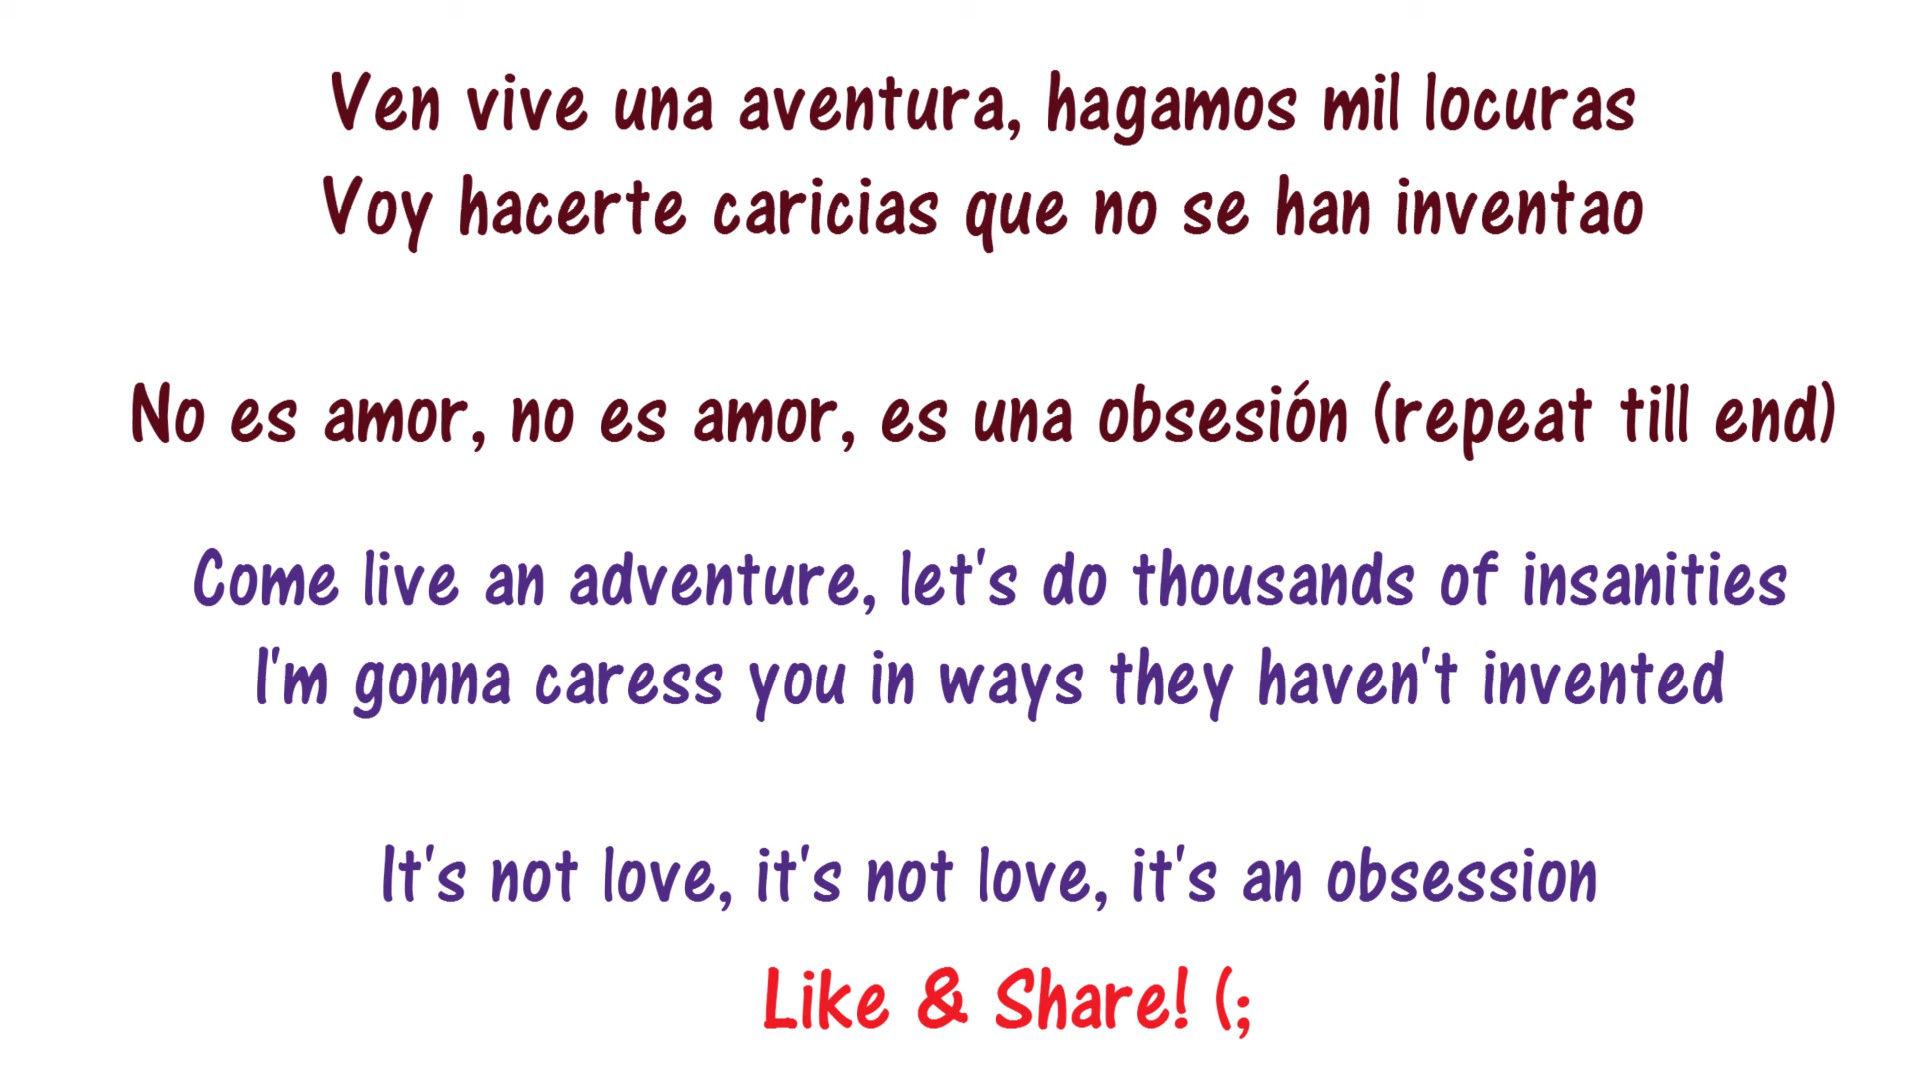 Ven vive una aventura, hagamos mil locuras
Voy hacerte caricias que no se han inventao
No es amor, no es amor, es una obsesión (repeat till end)
Come live an adventure, let's do thousands of insanities
I'm gonna caress you in ways they haven't invented
It's not love, it's not love, it's an obsession
Like & Share! (;